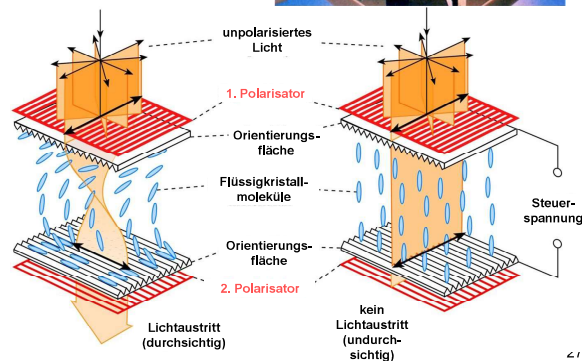 unpolarisiertes
Licht
1. Polarisator
Orientierungs-
fläche
Flüssigkristall-
moleküle
Steuer-
spannung
Orientierungs-
fläche
2. Polarisator
Lichtaustritt
(durchsichtig)
kein
Lichtaustritt
(undurch-
sichtig)